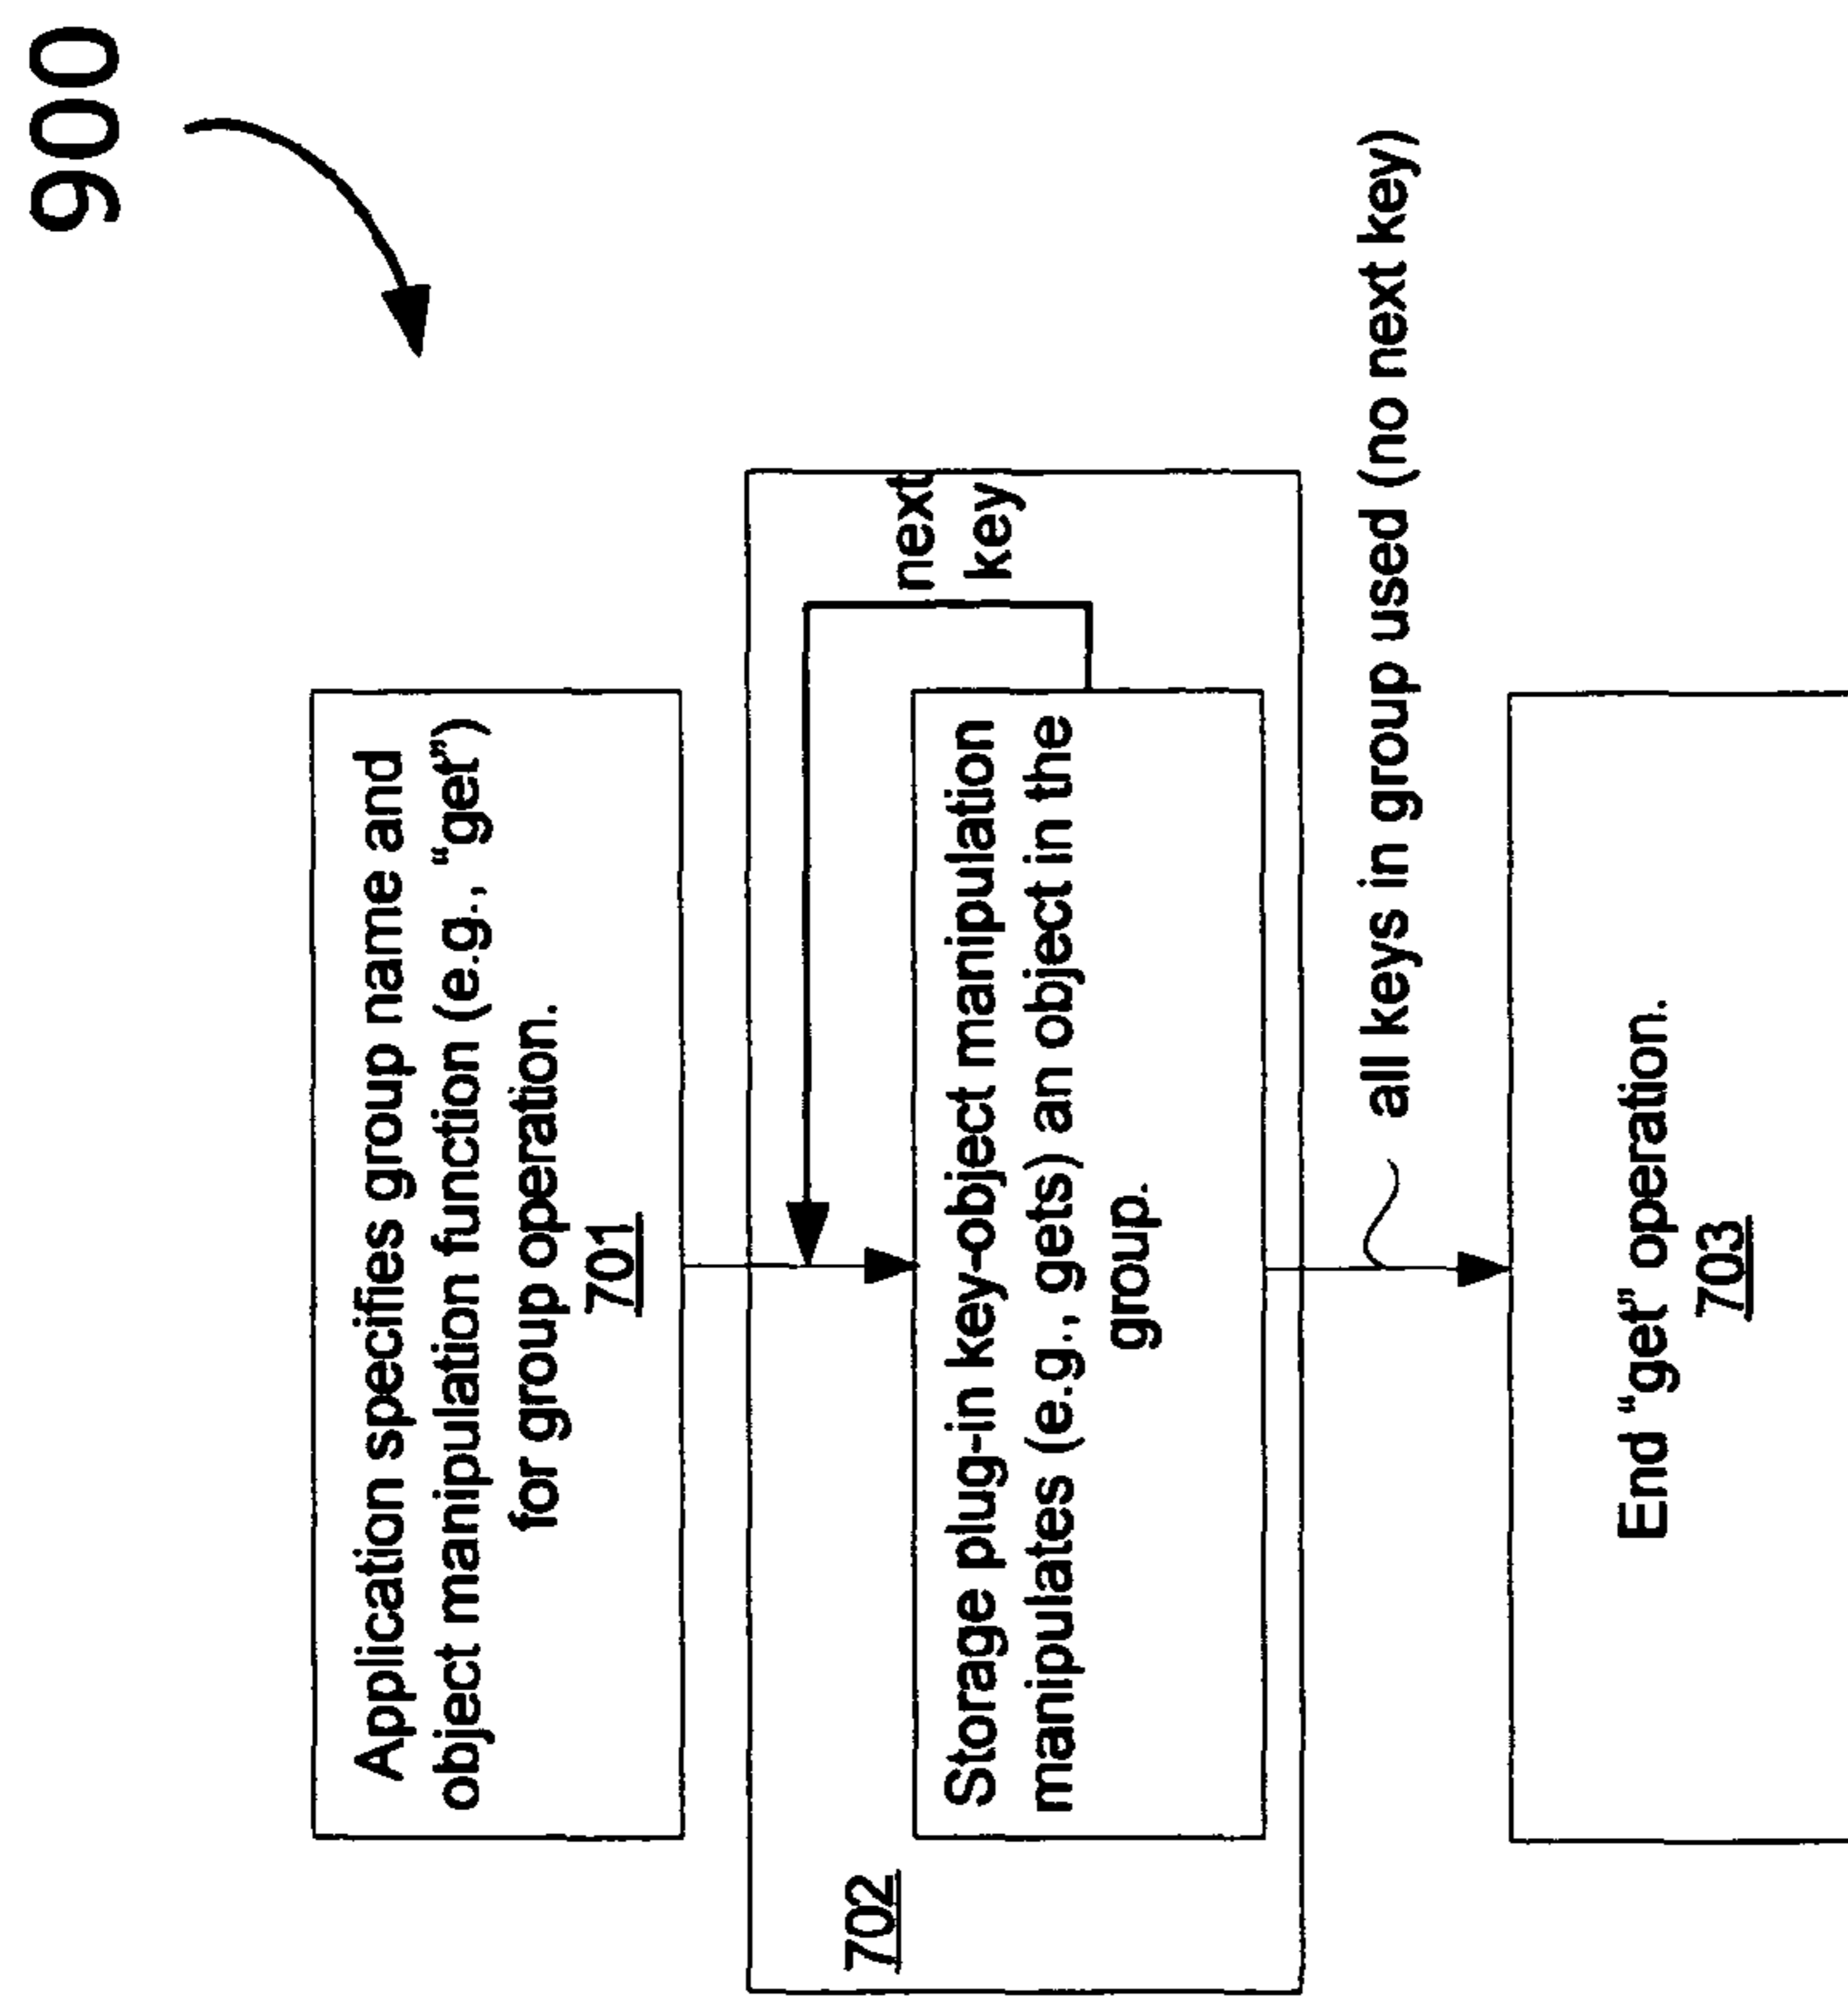 900
Application specifies group name and
object manipulation function (e.g., “get”)
for group operation.
701
702
next
key
Storage plug-in key-object manipulation
manipulates (e.g., gets) an object in the
group.
all keys in group used (no next key)
End “get” operation.
703